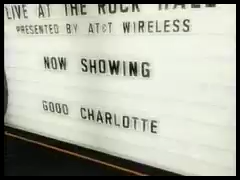 LIVE AT THE ROCK HALL
PRESENTED BY AT&T WIRELESS
NOW SHOWING
GOOD CHARLOTTE